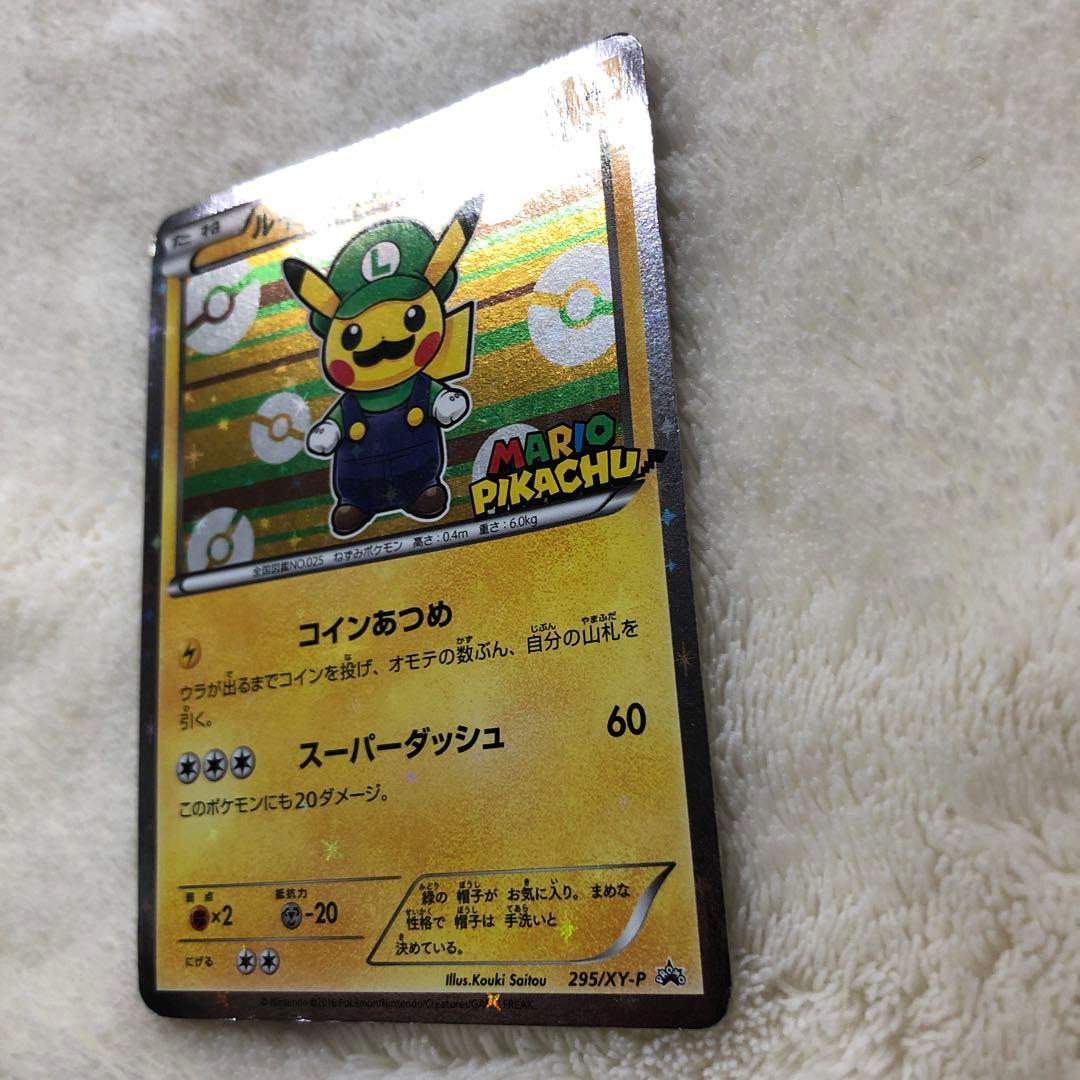 たね
ル
L
MARIO
PIKACHU
全国図鑑NO.025 ねずみポケモン 高さ:0.4m 重さ:6.0kg
コインあつめ
ウラが出るまでコインを投げ、オモテの数ぶん、自分の山札を
引く。
スーパーダッシュ 60
このポケモンにも20ダメージ。
弱点 ×2 抵抗力 -20
にげる
緑の 帽子が お気に入り。まめな
性格で 帽子は 手洗いと
決めている。
Illus.Kouki Saitou 295/XY-P
PROMO
© Nintendo ©2016 Pokémon/Nintendo/Creatures/GAME FREAK.